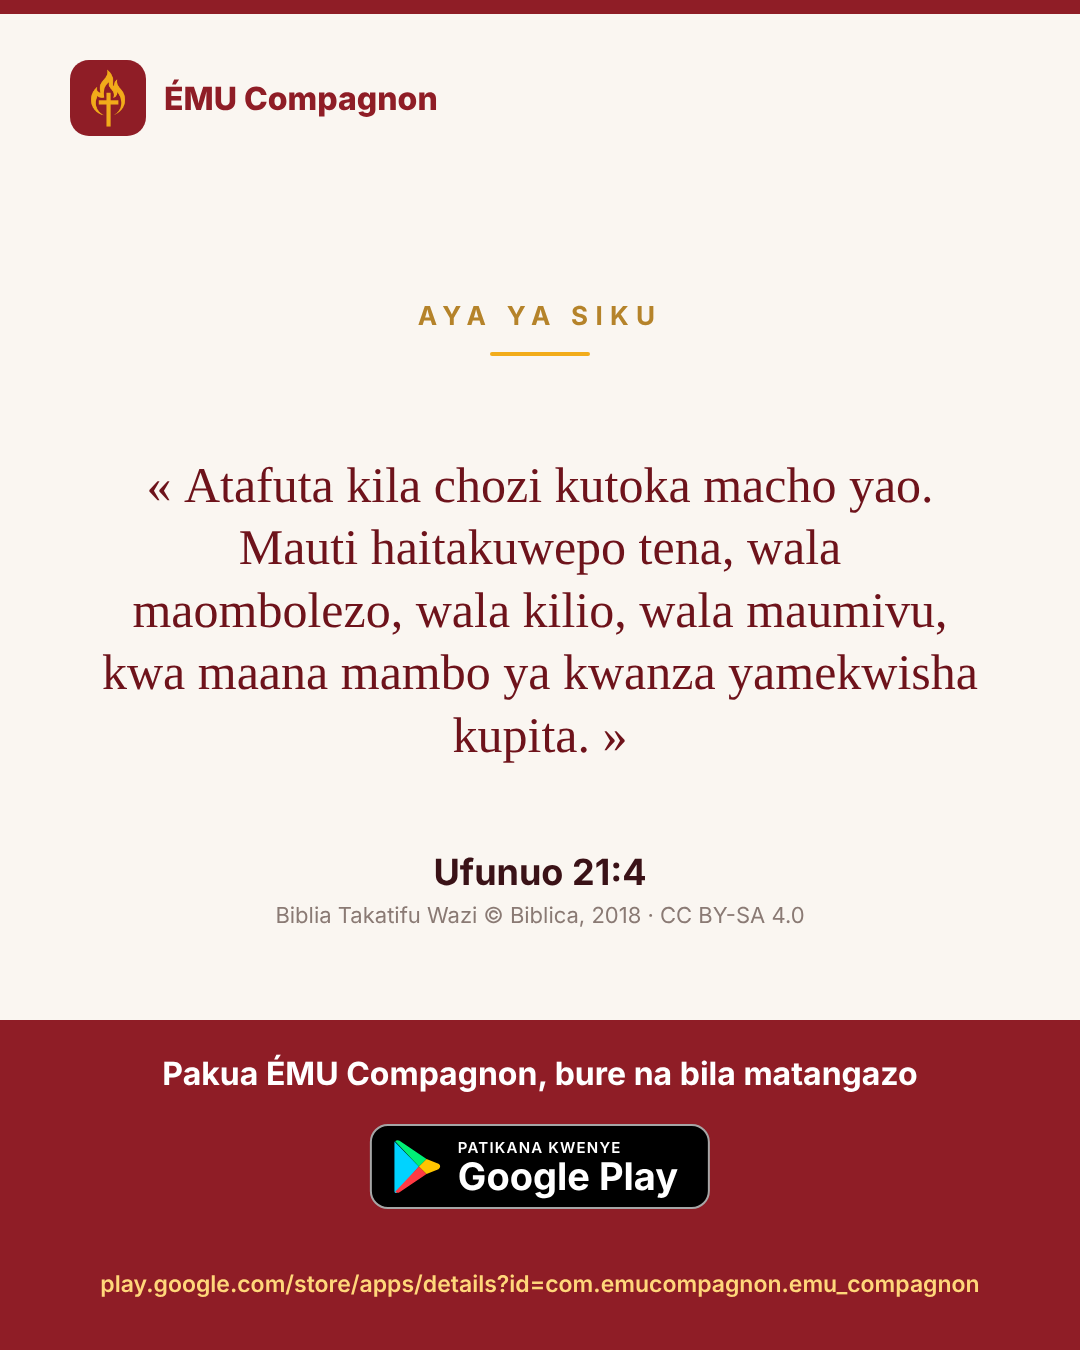 ÉMU Compagnon
AYA YA SIKU
« Atafuta kila chozi kutoka macho yao.
Mauti haitakuwepo tena, wala
maombolezo, wala kilio, wala maumivu,
kwa maana mambo ya kwanza yamekwisha
kupita. »
Ufunuo 21:4
Biblia Takatifu Wazi © Biblica, 2018 · CC BY-SA 4.0
Pakua ÉMU Compagnon, bure na bila matangazo
PATIKANA KWENYE
Google Play
play.google.com/store/apps/details?id=com.emucompagnon.emu_compagnon